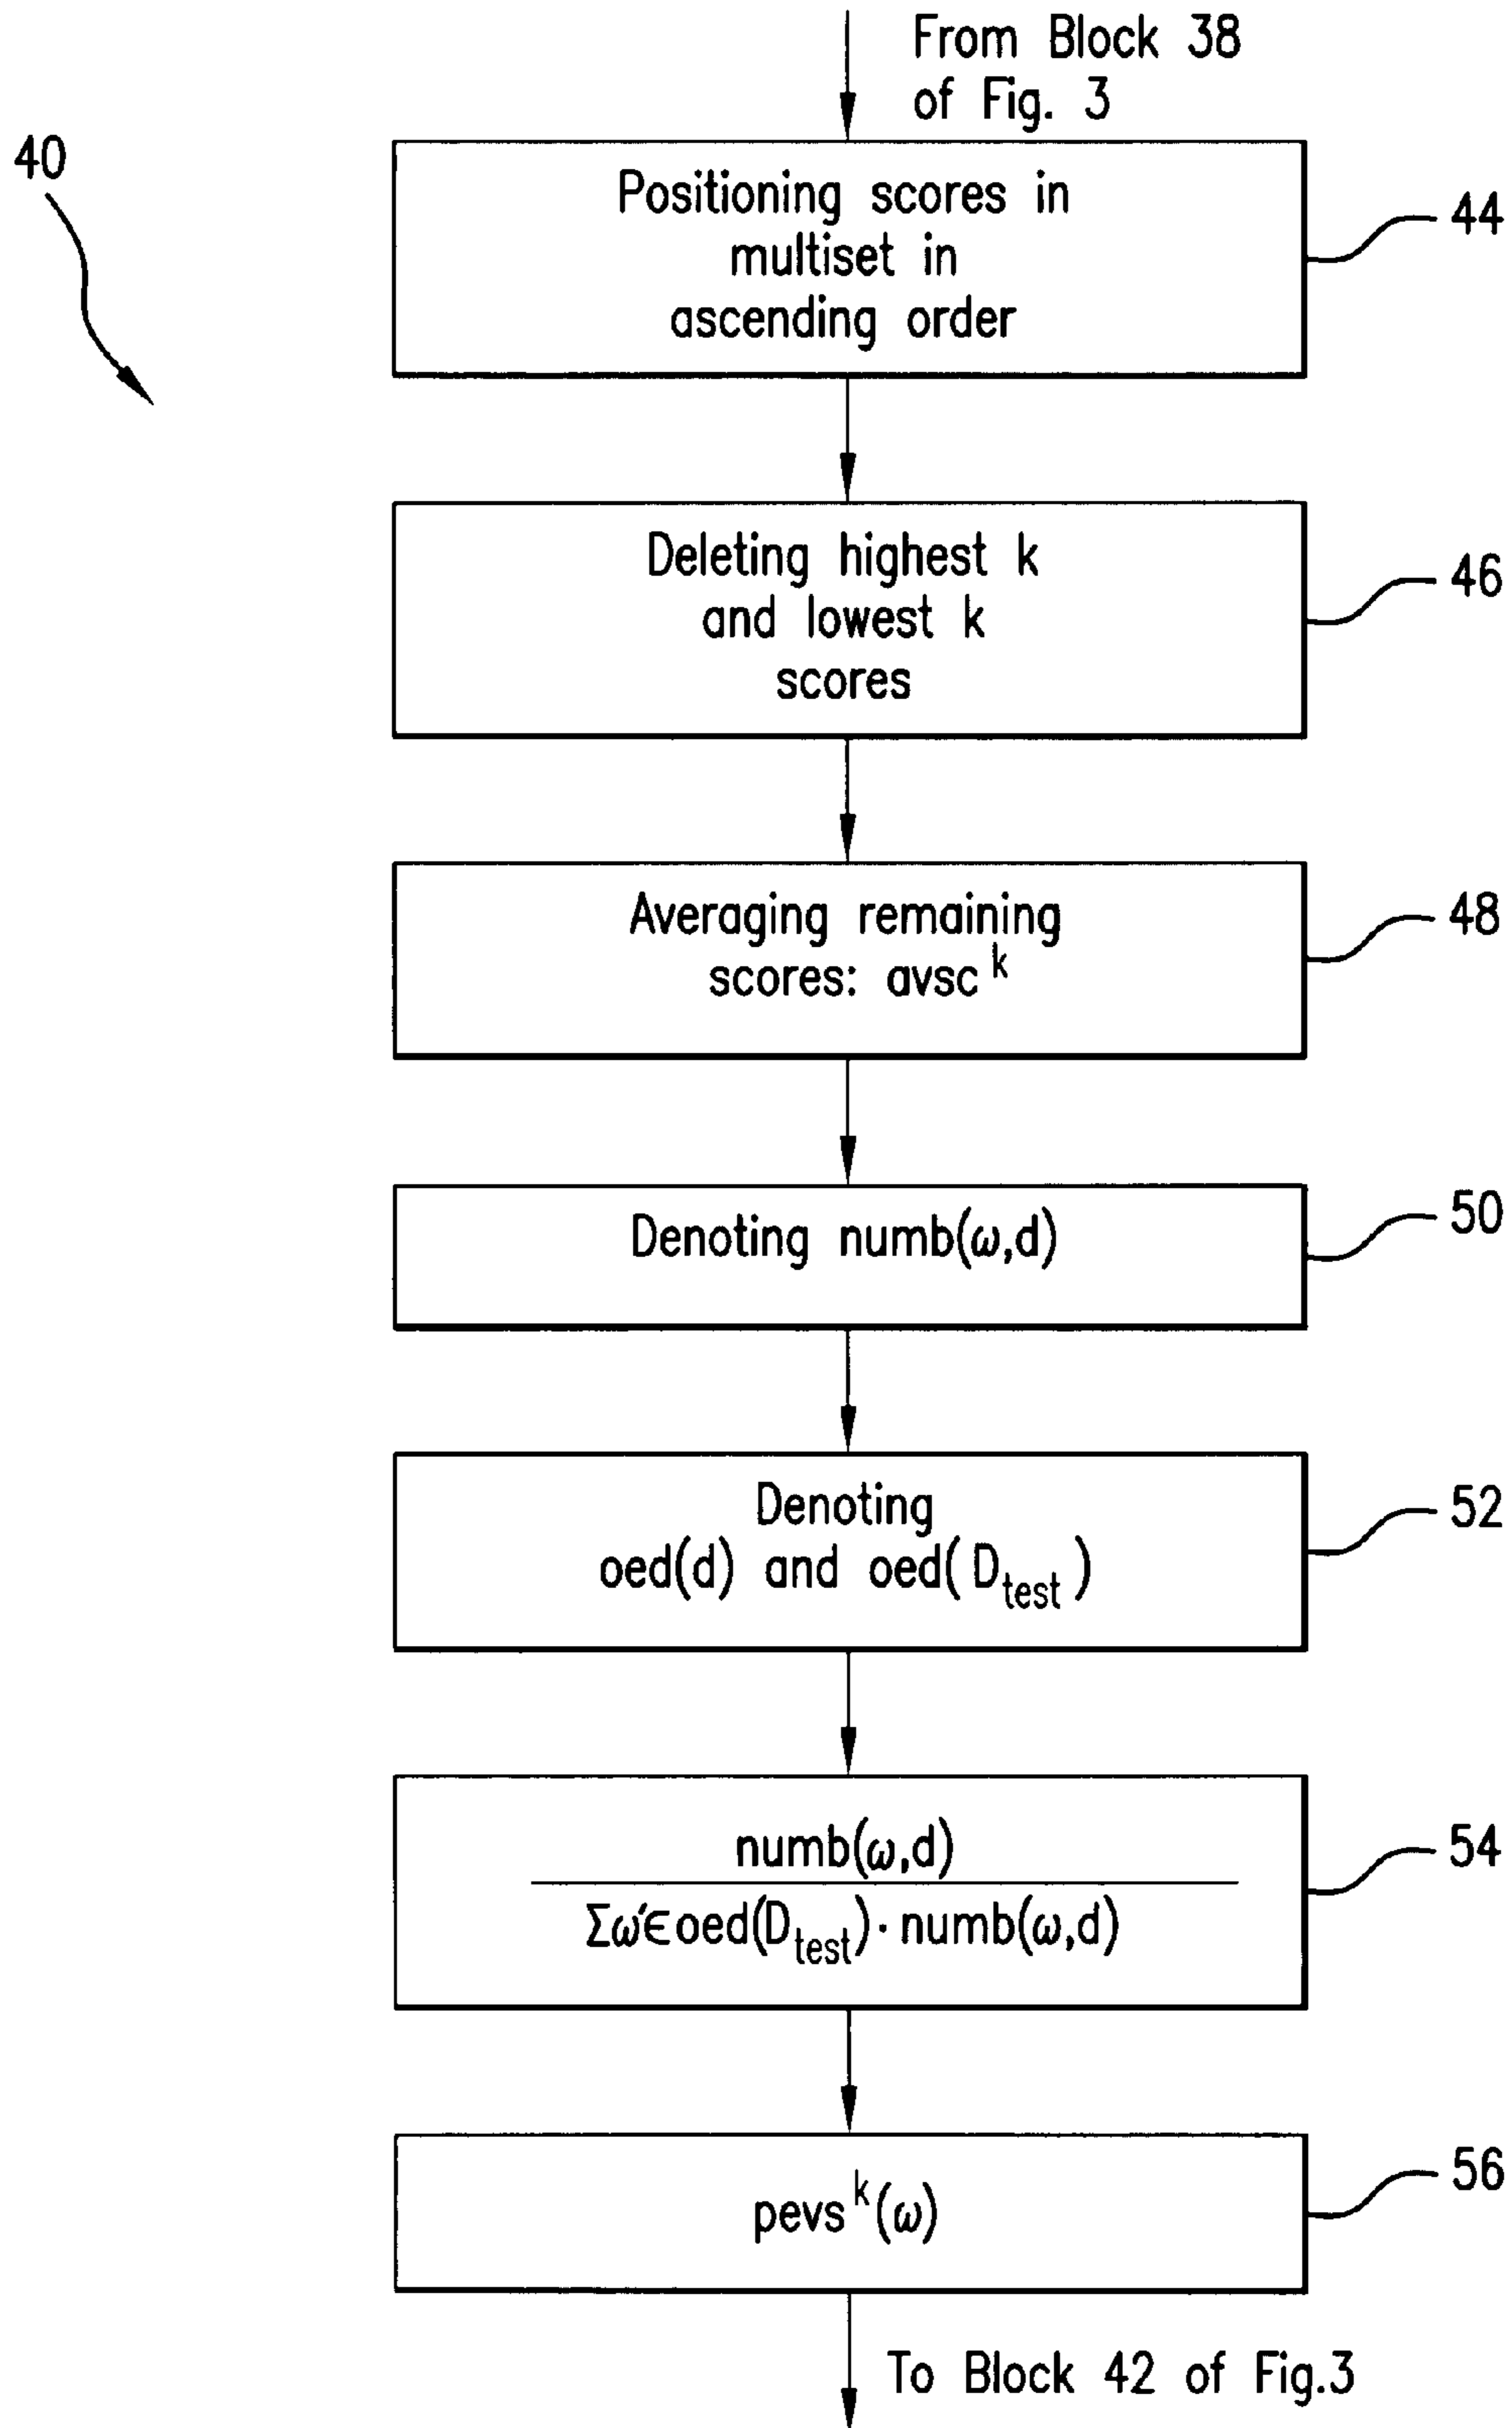 From Block 38
of Fig. 3
40
Positioning scores in
multiset in
ascending order
44
Deleting highest k
and lowest k
scores
46
Averaging remaining
scores: avsc^k
48
Denoting numb(ω,d)
50
Denoting
oed(d) and oed(D_test)
52
numb(ω,d)
Σω'∈oed(D_test)·numb(ω,d)
54
pevs^k(ω)
56
To Block 42 of Fig.3